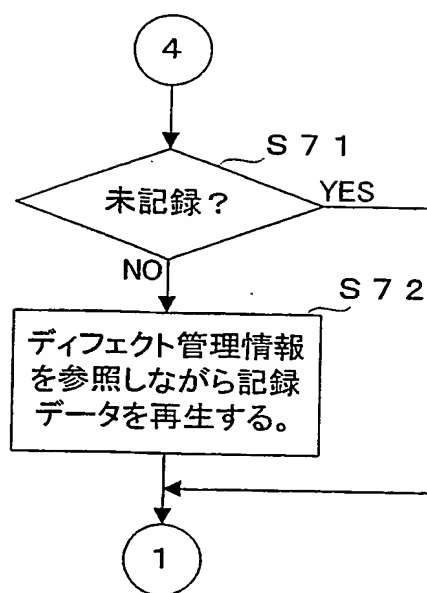 4
S71
未記録?
YES
NO
S72
ディフェクト管理情報
を参照しながら記録
データを再生する。
1